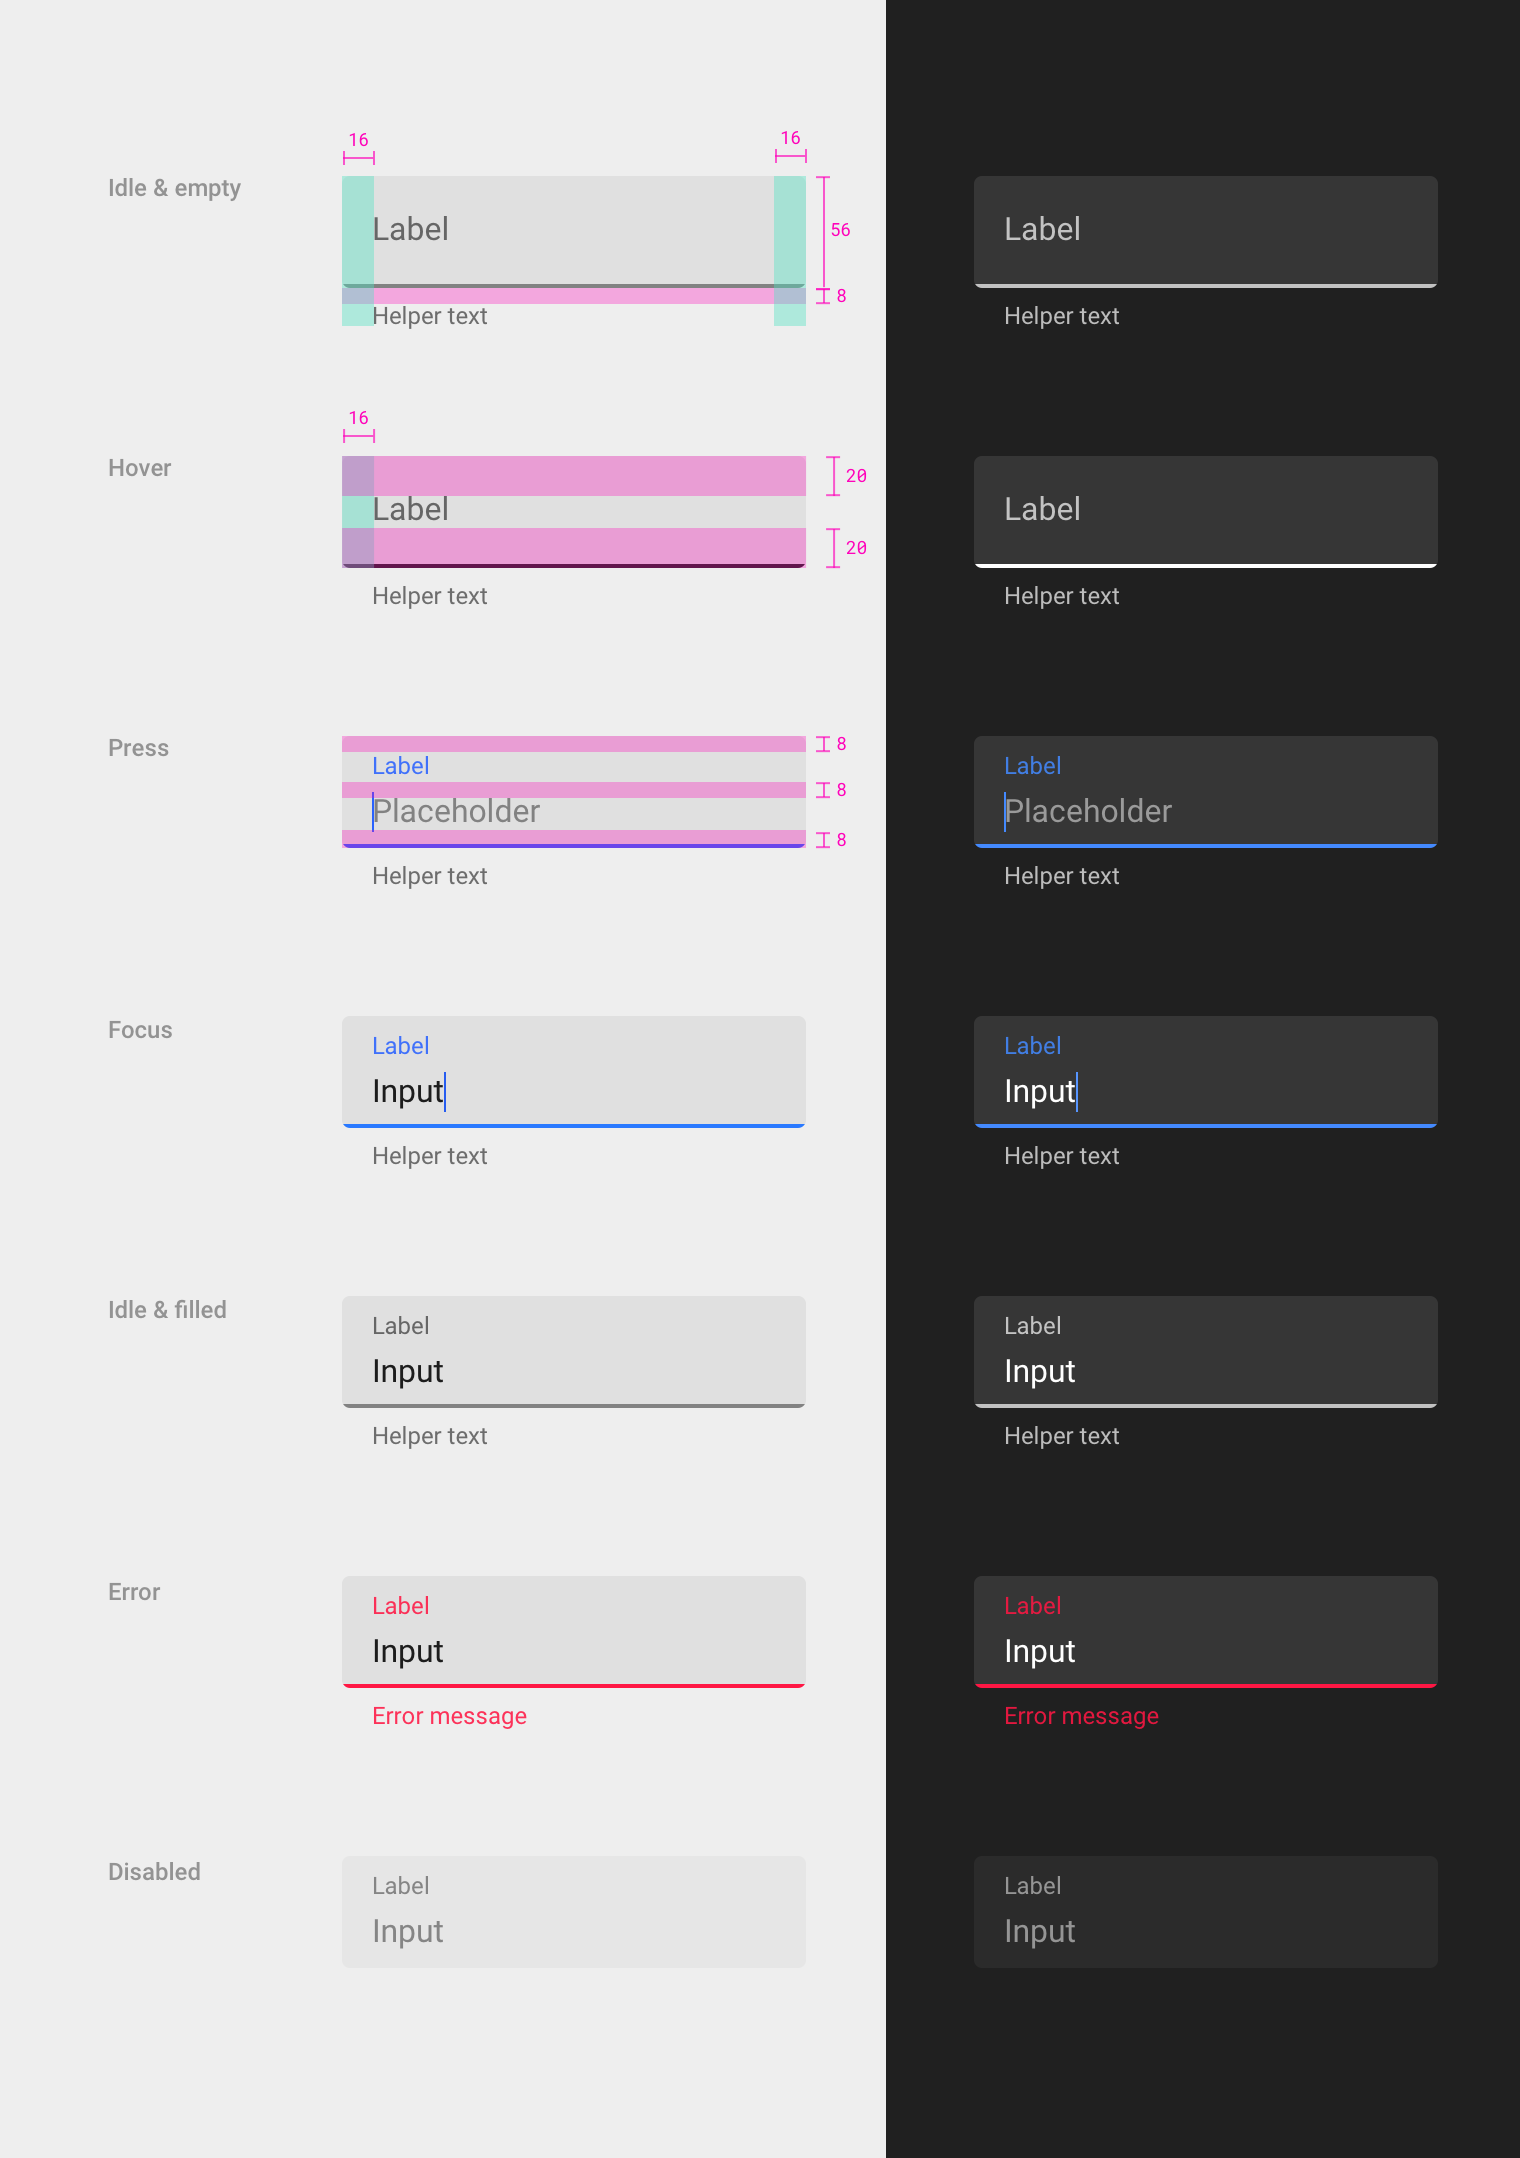 16
16
Idle & empty
Label
56
8
Helper text
Label
Helper text
16
Hover
20
Label
20
Helper text
Label
Helper text
Press
8
Label
8
Placeholder
8
Helper text
Label
Placeholder
Helper text
Focus
Label
Input
Helper text
Label
Input
Helper text
Idle & filled
Label
Input
Helper text
Label
Input
Helper text
Error
Label
Input
Error message
Label
Input
Error message
Disabled
Label
Input
Label
Input